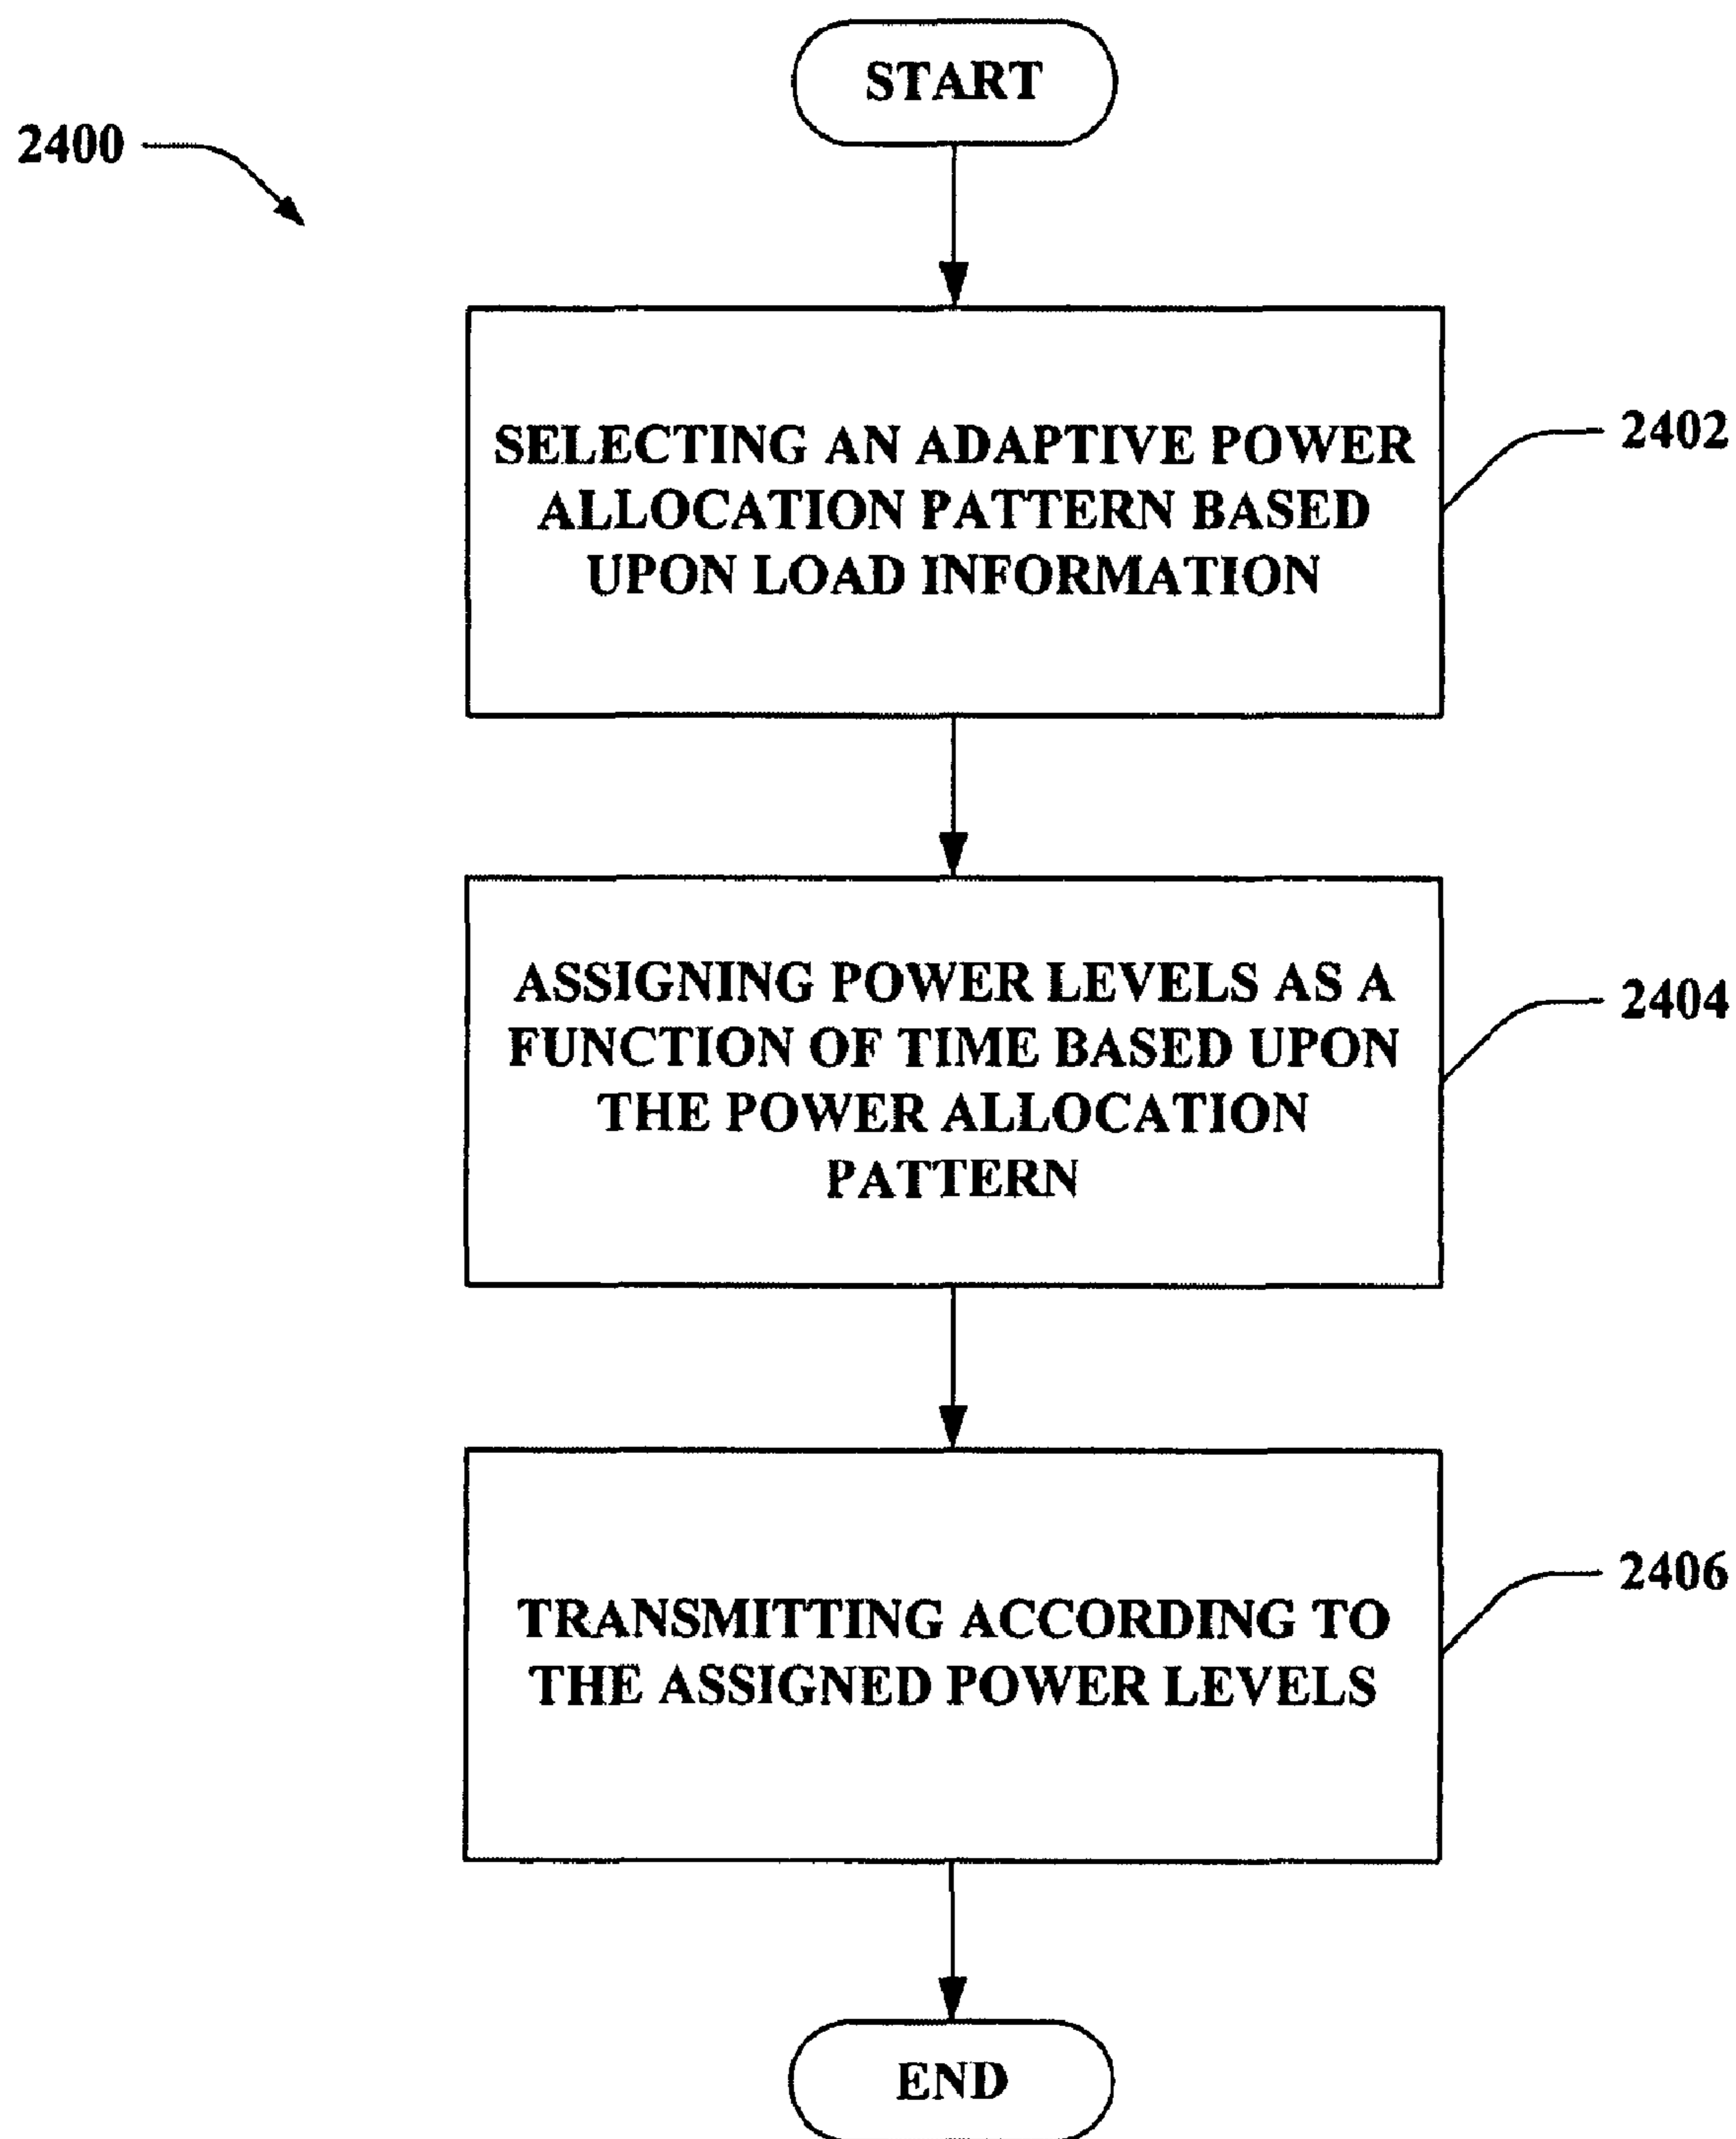 START
2400
SELECTING AN ADAPTIVE POWER
ALLOCATION PATTERN BASED
UPON LOAD INFORMATION
2402
ASSIGNING POWER LEVELS AS A
FUNCTION OF TIME BASED UPON
THE POWER ALLOCATION
PATTERN
2404
TRANSMITTING ACCORDING TO
THE ASSIGNED POWER LEVELS
2406
END